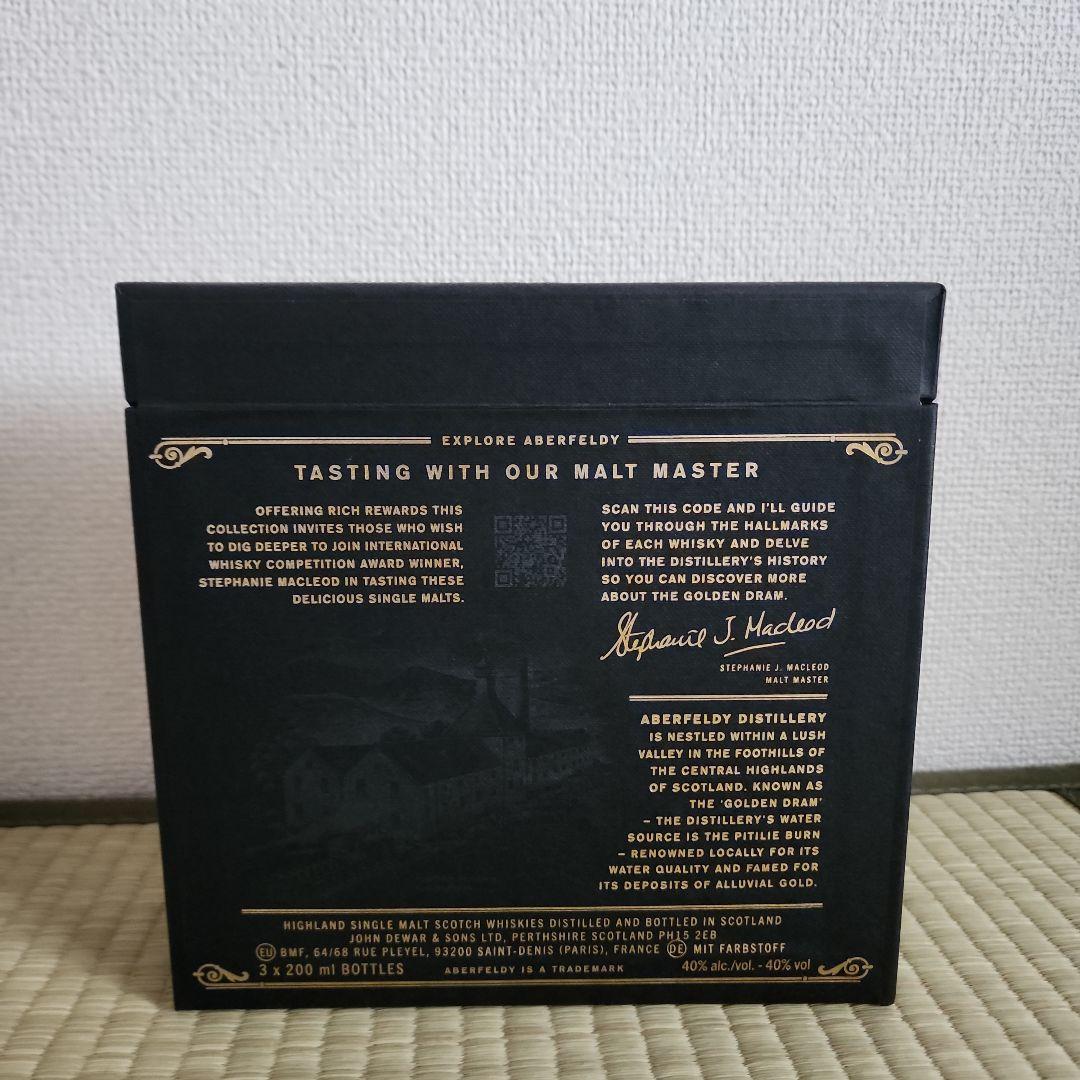 EXPLORE ABERFELDY
TASTING WITH OUR MALT MASTER
OFFERING RICH REWARDS THIS
COLLECTION INVITES THOSE WHO WISH
TO DIG DEEPER TO JOIN INTERNATIONAL
WHISKY COMPETITION AWARD WINNER,
STEPHANIE MACLEOD IN TASTING THESE
DELICIOUS SINGLE MALTS.
SCAN THIS CODE AND I'LL GUIDE
YOU THROUGH THE HALLMARKS
OF EACH WHISKY AND DELVE
INTO THE DISTILLERY'S HISTORY
SO YOU CAN DISCOVER MORE
ABOUT THE GOLDEN DRAM.
Stephanie J. Macleod
STEPHANIE J. MACLEOD
MALT MASTER
ABERFELDY DISTILLERY
IS NESTLED WITHIN A LUSH
VALLEY IN THE FOOTHILLS OF
THE CENTRAL HIGHLANDS
OF SCOTLAND. KNOWN AS
THE 'GOLDEN DRAM'
– THE DISTILLERY'S WATER
SOURCE IS THE PITILIE BURN
– RENOWNED LOCALLY FOR ITS
WATER QUALITY AND FAMED FOR
ITS DEPOSITS OF ALLUVIAL GOLD.
HIGHLAND SINGLE MALT SCOTCH WHISKIES DISTILLED AND BOTTLED IN SCOTLAND
JOHN DEWAR & SONS LTD, PERTHSHIRE SCOTLAND PH15 2EB
EU BMF, 64/68 RUE PLEYEL, 93200 SAINT-DENIS (PARIS), FRANCE DE MIT FARBSTOFF
3 x 200 ml BOTTLES ABERFELDY IS A TRADEMARK 40% alc./vol. - 40% vol